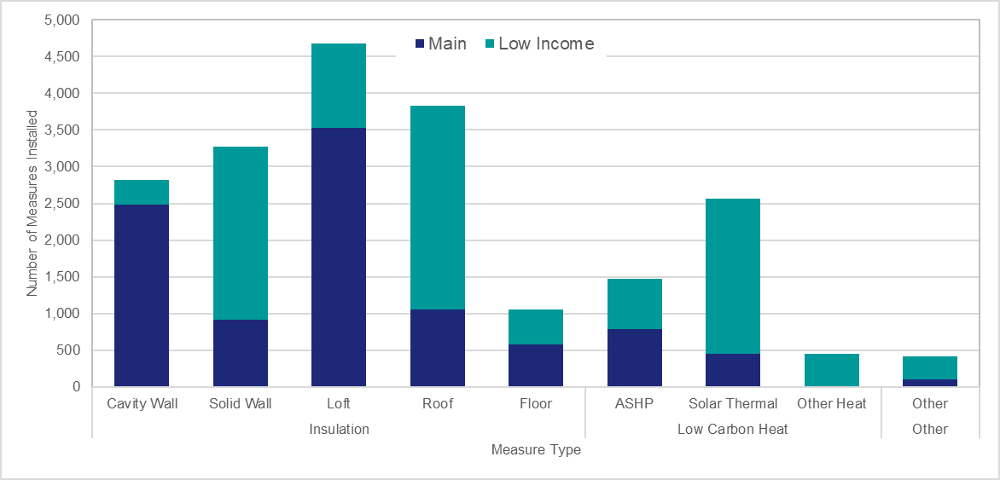 5,000
4,500
4,000
3,500
3,000
2,500
2,000
1,500
1,000
500
0
Number of Measures Installed
Main Low Income
Cavity Wall Solid Wall Loft Roof Floor ASHP Solar Thermal Other Heat Other
Insulation Low Carbon Heat Other
Measure Type